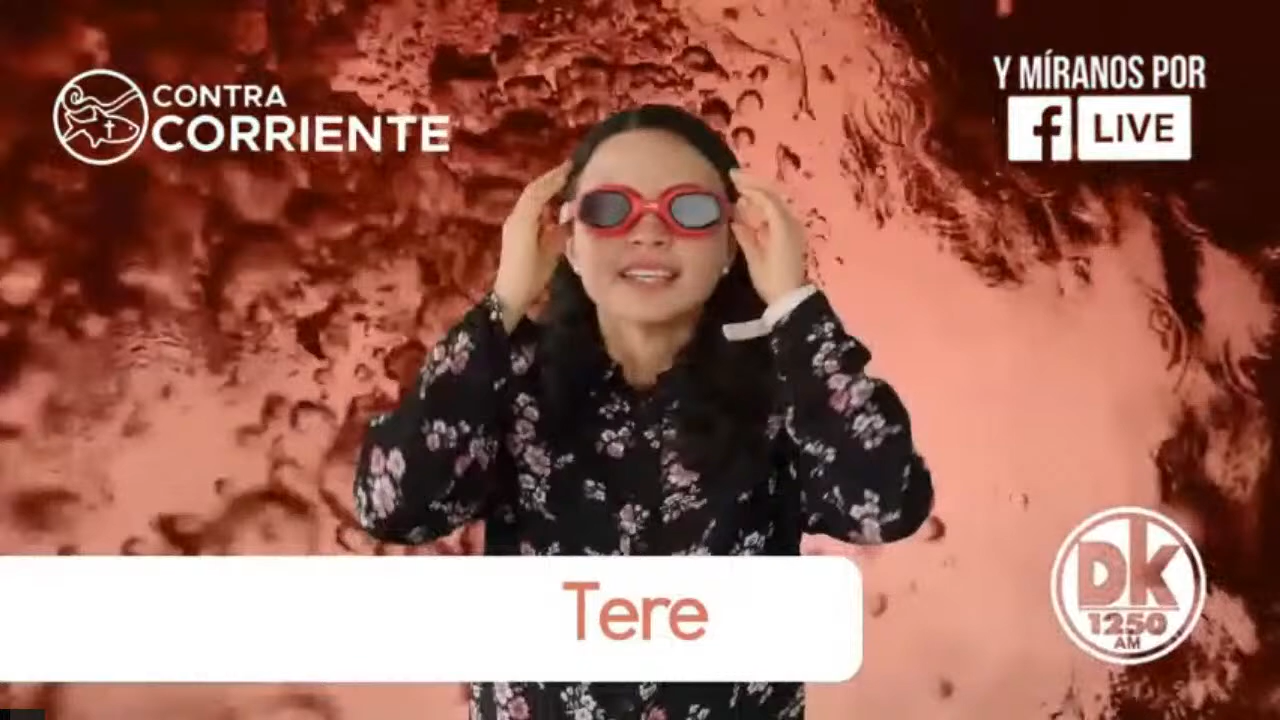 CONTRA
CORRIENTE
Y MÍRANOS POR
f LIVE
Tere
DK
1250
AM